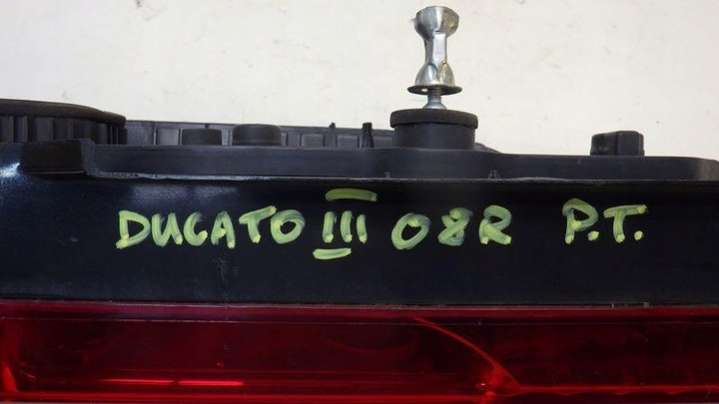 DUCATO III 08R P.T.